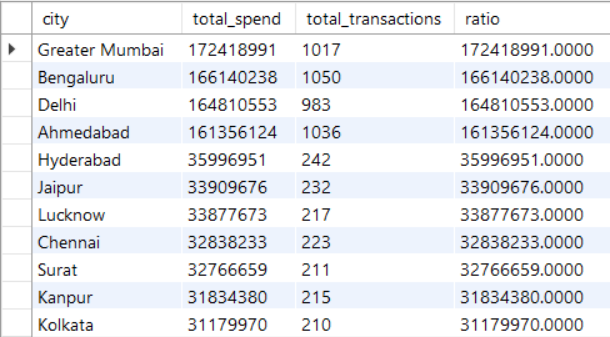 city total_spend total_transactions ratio
Greater Mumbai 172418991 1017 172418991.0000
Bengaluru 166140238 1050 166140238.0000
Delhi 164810553 983 164810553.0000
Ahmedabad 161356124 1036 161356124.0000
Hyderabad 35996951 242 35996951.0000
Jaipur 33909676 232 33909676.0000
Lucknow 33877673 217 33877673.0000
Chennai 32838233 223 32838233.0000
Surat 32766659 211 32766659.0000
Kanpur 31834380 215 31834380.0000
Kolkata 31179970 210 31179970.0000